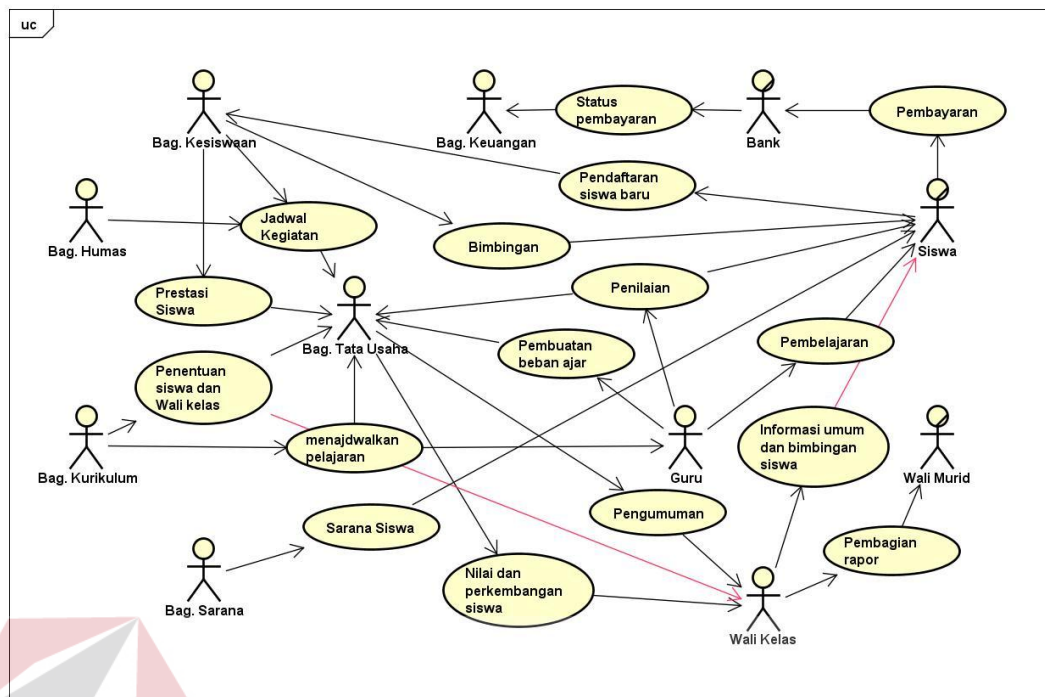 uc
Bag. Kesiswaan
Bag. Keuangan
Status
pembayaran
Bank
Pembayaran
Pendaftaran
siswa baru
Bag. Humas
Jadwal
Kegiatan
Bimbingan
Siswa
Prestasi
Siswa
Penilaian
Bag. Tata Usaha
Pembuatan
beban ajar
Pembelajaran
Penentuan
siswa dan
Wali kelas
Bag. Kurikulum
menajdwalkan
pelajaran
Guru
Informasi umum
dan bimbingan
siswa
Wali Murid
Sarana Siswa
Pengumuman
Pembagian
rapor
Bag. Sarana
Nilai dan
perkembangan
siswa
Wali Kelas